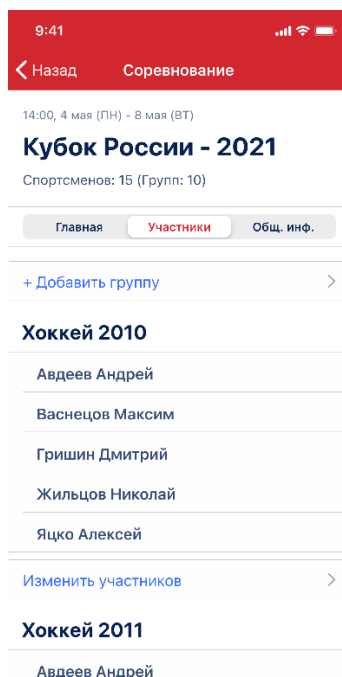 9:41
Назад Соревнование
14:00, 4 мая (ПН) – 8 мая (ВТ)
Кубок России - 2021
Спортсменов: 15 (Групп: 10)
Главная Участники Общ. инф.
+ Добавить группу
Хоккей 2010
Авдеев Андрей
Васнецов Максим
Гришин Дмитрий
Жильцов Николай
Яцко Алексей
Изменить участников
Хоккей 2011
Авдеев Андрей